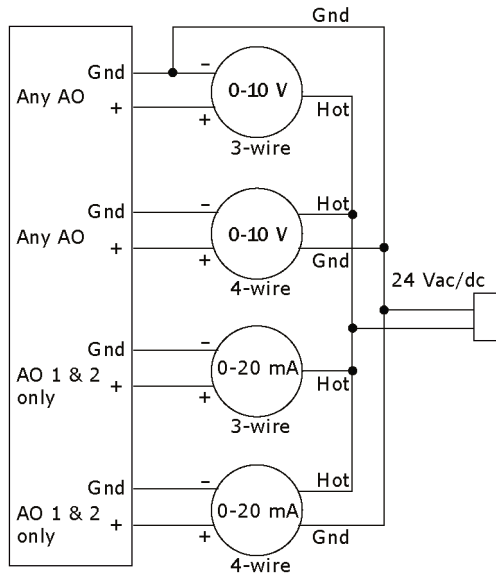 Gnd
Gnd – 0-10 V
Any AO
+ + Hot
3-wire
Gnd – Hot
Any AO 0-10 V
+ + Gnd
4-wire
24 Vac/dc
Gnd –
0-20 mA
AO 1 & 2 + + Hot
only
3-wire
Gnd – Hot
0-20 mA
AO 1 & 2 + +
only Gnd
4-wire